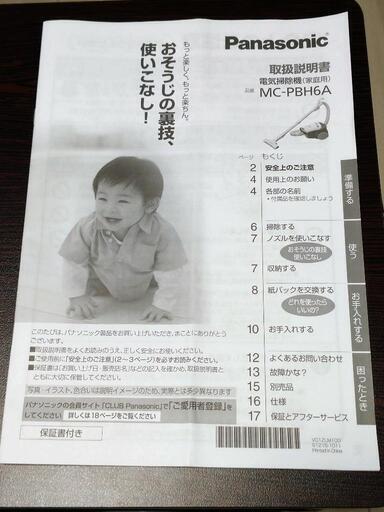 もっと楽しく、もっと楽ちん。
おそうじの裏技、
使いこなし！
Panasonic
取扱説明書
電気掃除機（家庭用）
品番 MC-PBH6A
ページ もくじ
2 安全上のご注意
4 使用上のお願い
4 各部の名前
・付属品を確認しましょう
準備する
6 掃除する
7 ノズルを使いこなす
おそうじの裏技
使いこなし
7 収納する
使う
8 紙パックを交換する
どれを使ったら
いいの？
10 お手入れする
お手入れする
12 よくあるお問い合わせ
13 故障かな？
15 別売品
16 仕様
17 保証とアフターサービス
困ったとき
このたびは、パナソニック製品をお買い上げいただき、まことにありがとう
ございます。
■取扱説明書をよくお読みのうえ、正しく安全にお使いください。
■ご使用前に「安全上のご注意」（2～3ページ）を必ずお読みください。
■保証書は「お買い上げ日・販売店名」などの記入を確かめ、取扱説明書と
ともに大切に保管してください。
写真・イラスト、色合いは説明イメージのため、実際とは多少異なります
パナソニックの会員サイト「CLUB Panasonic」で「ご愛用者登録」を
してください 詳しくは18ページをご覧ください
保証書付き
Printed in China